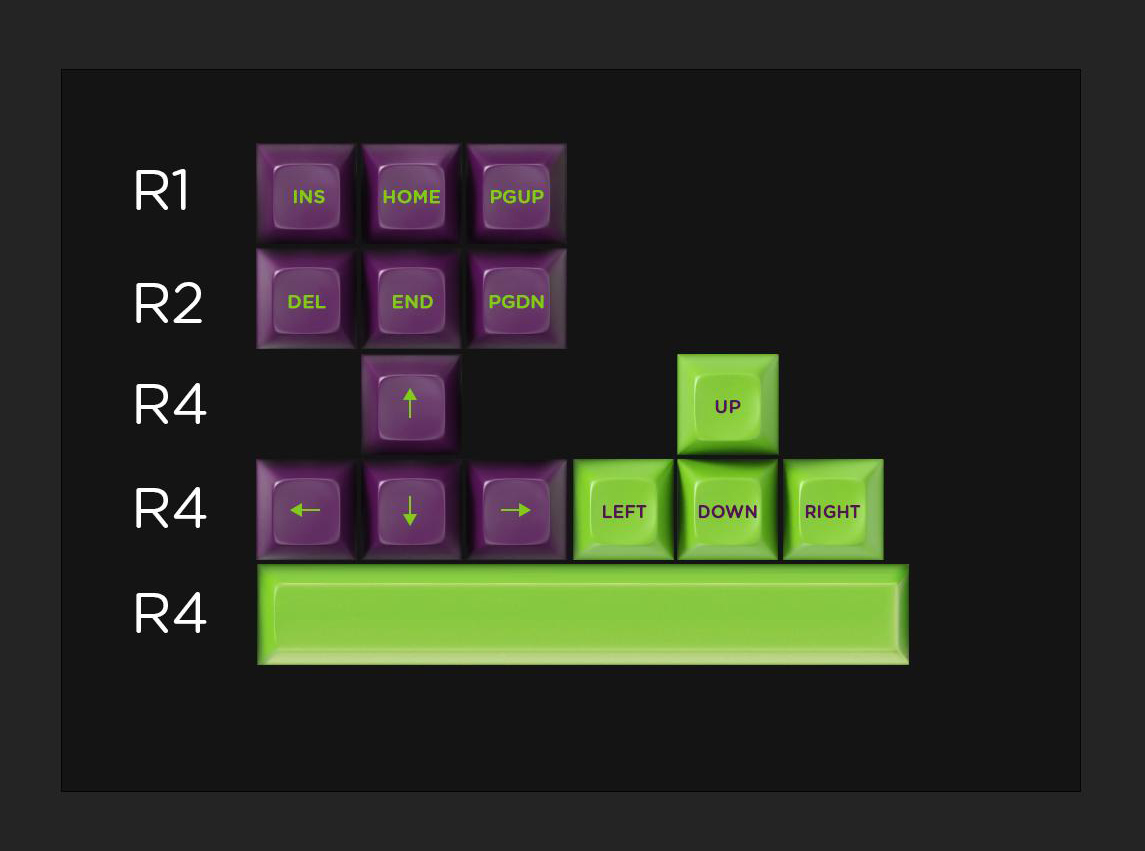 R1 INS HOME PGUP
R2 DEL END PGDN
R4 ↑ UP
R4 ← ↓ → LEFT DOWN RIGHT
R4